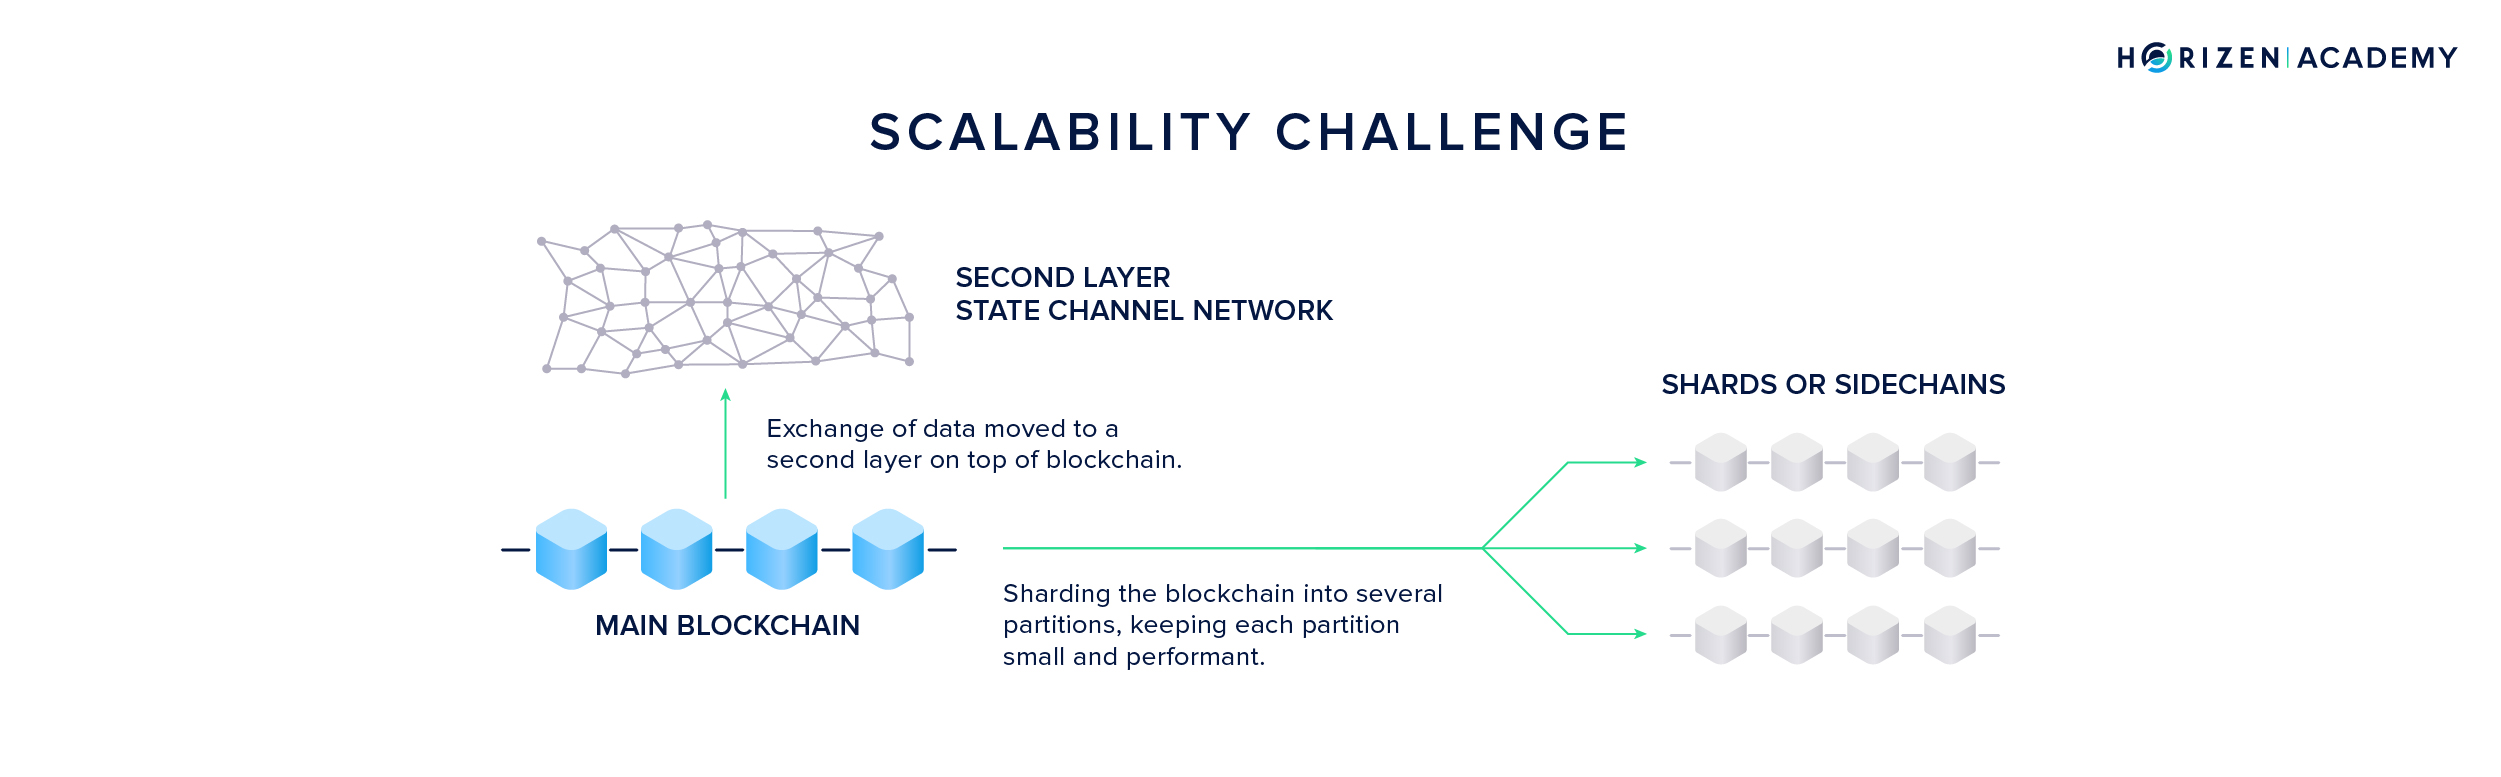 HORIZEN | ACADEMY
SCALABILITY CHALLENGE
SECOND LAYER
STATE CHANNEL NETWORK
Exchange of data moved to a
second layer on top of blockchain.
MAIN BLOCKCHAIN
Sharding the blockchain into several
partitions, keeping each partition
small and performant.
SHARDS OR SIDECHAINS